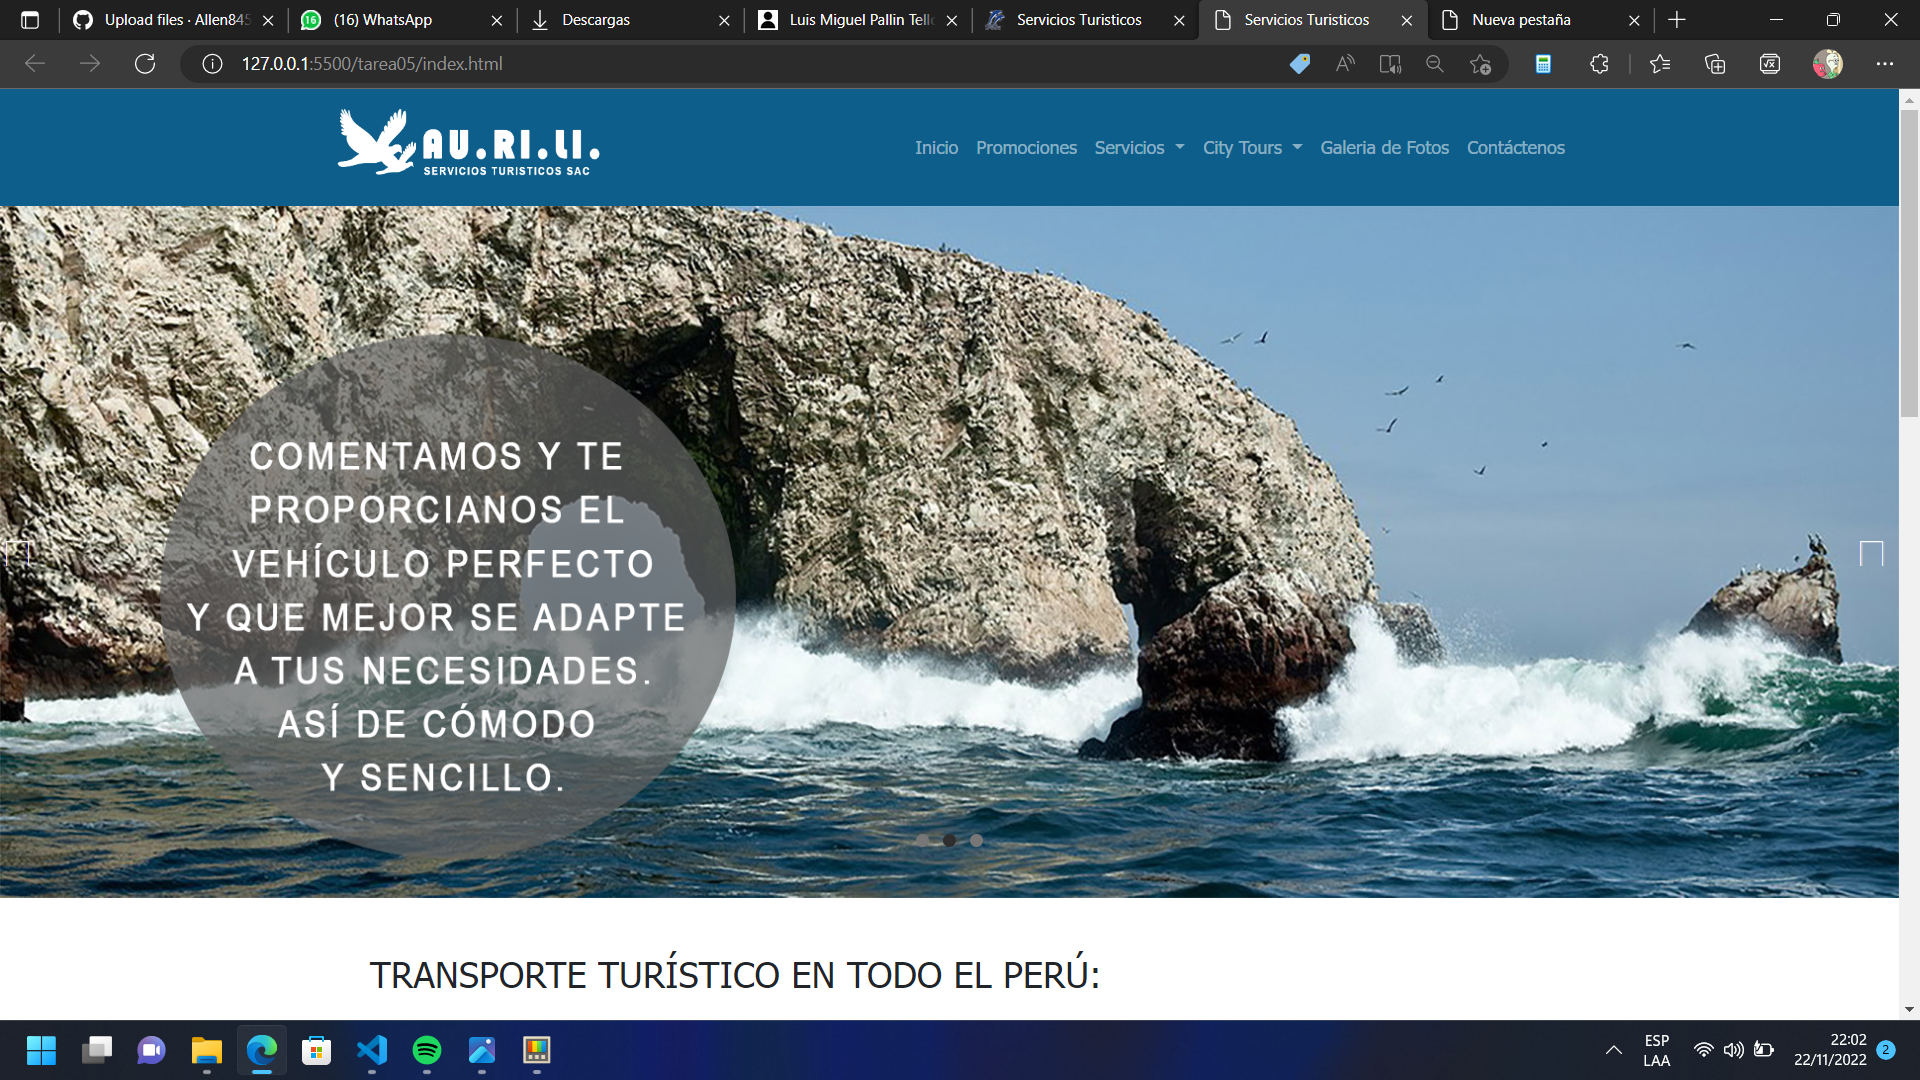 Upload files · Allen845
(16) WhatsApp
Descargas
Luis Miguel Pallin Tello
Servicios Turisticos
Servicios Turisticos
Nueva pestaña
127.0.0.1:5500/tarea05/index.html
AU.RI.LI.
SERVICIOS TURISTICOS SAC
Inicio
Promociones
Servicios
City Tours
Galeria de Fotos
Contáctenos
COMENTAMOS Y TE
PROPORCIANOS EL
VEHÍCULO PERFECTO
Y QUE MEJOR SE ADAPTE
A TUS NECESIDADES.
ASÍ DE CÓMODO
Y SENCILLO.
TRANSPORTE TURÍSTICO EN TODO EL PERÚ:
ESP
LAA
22:02
22/11/2022
2